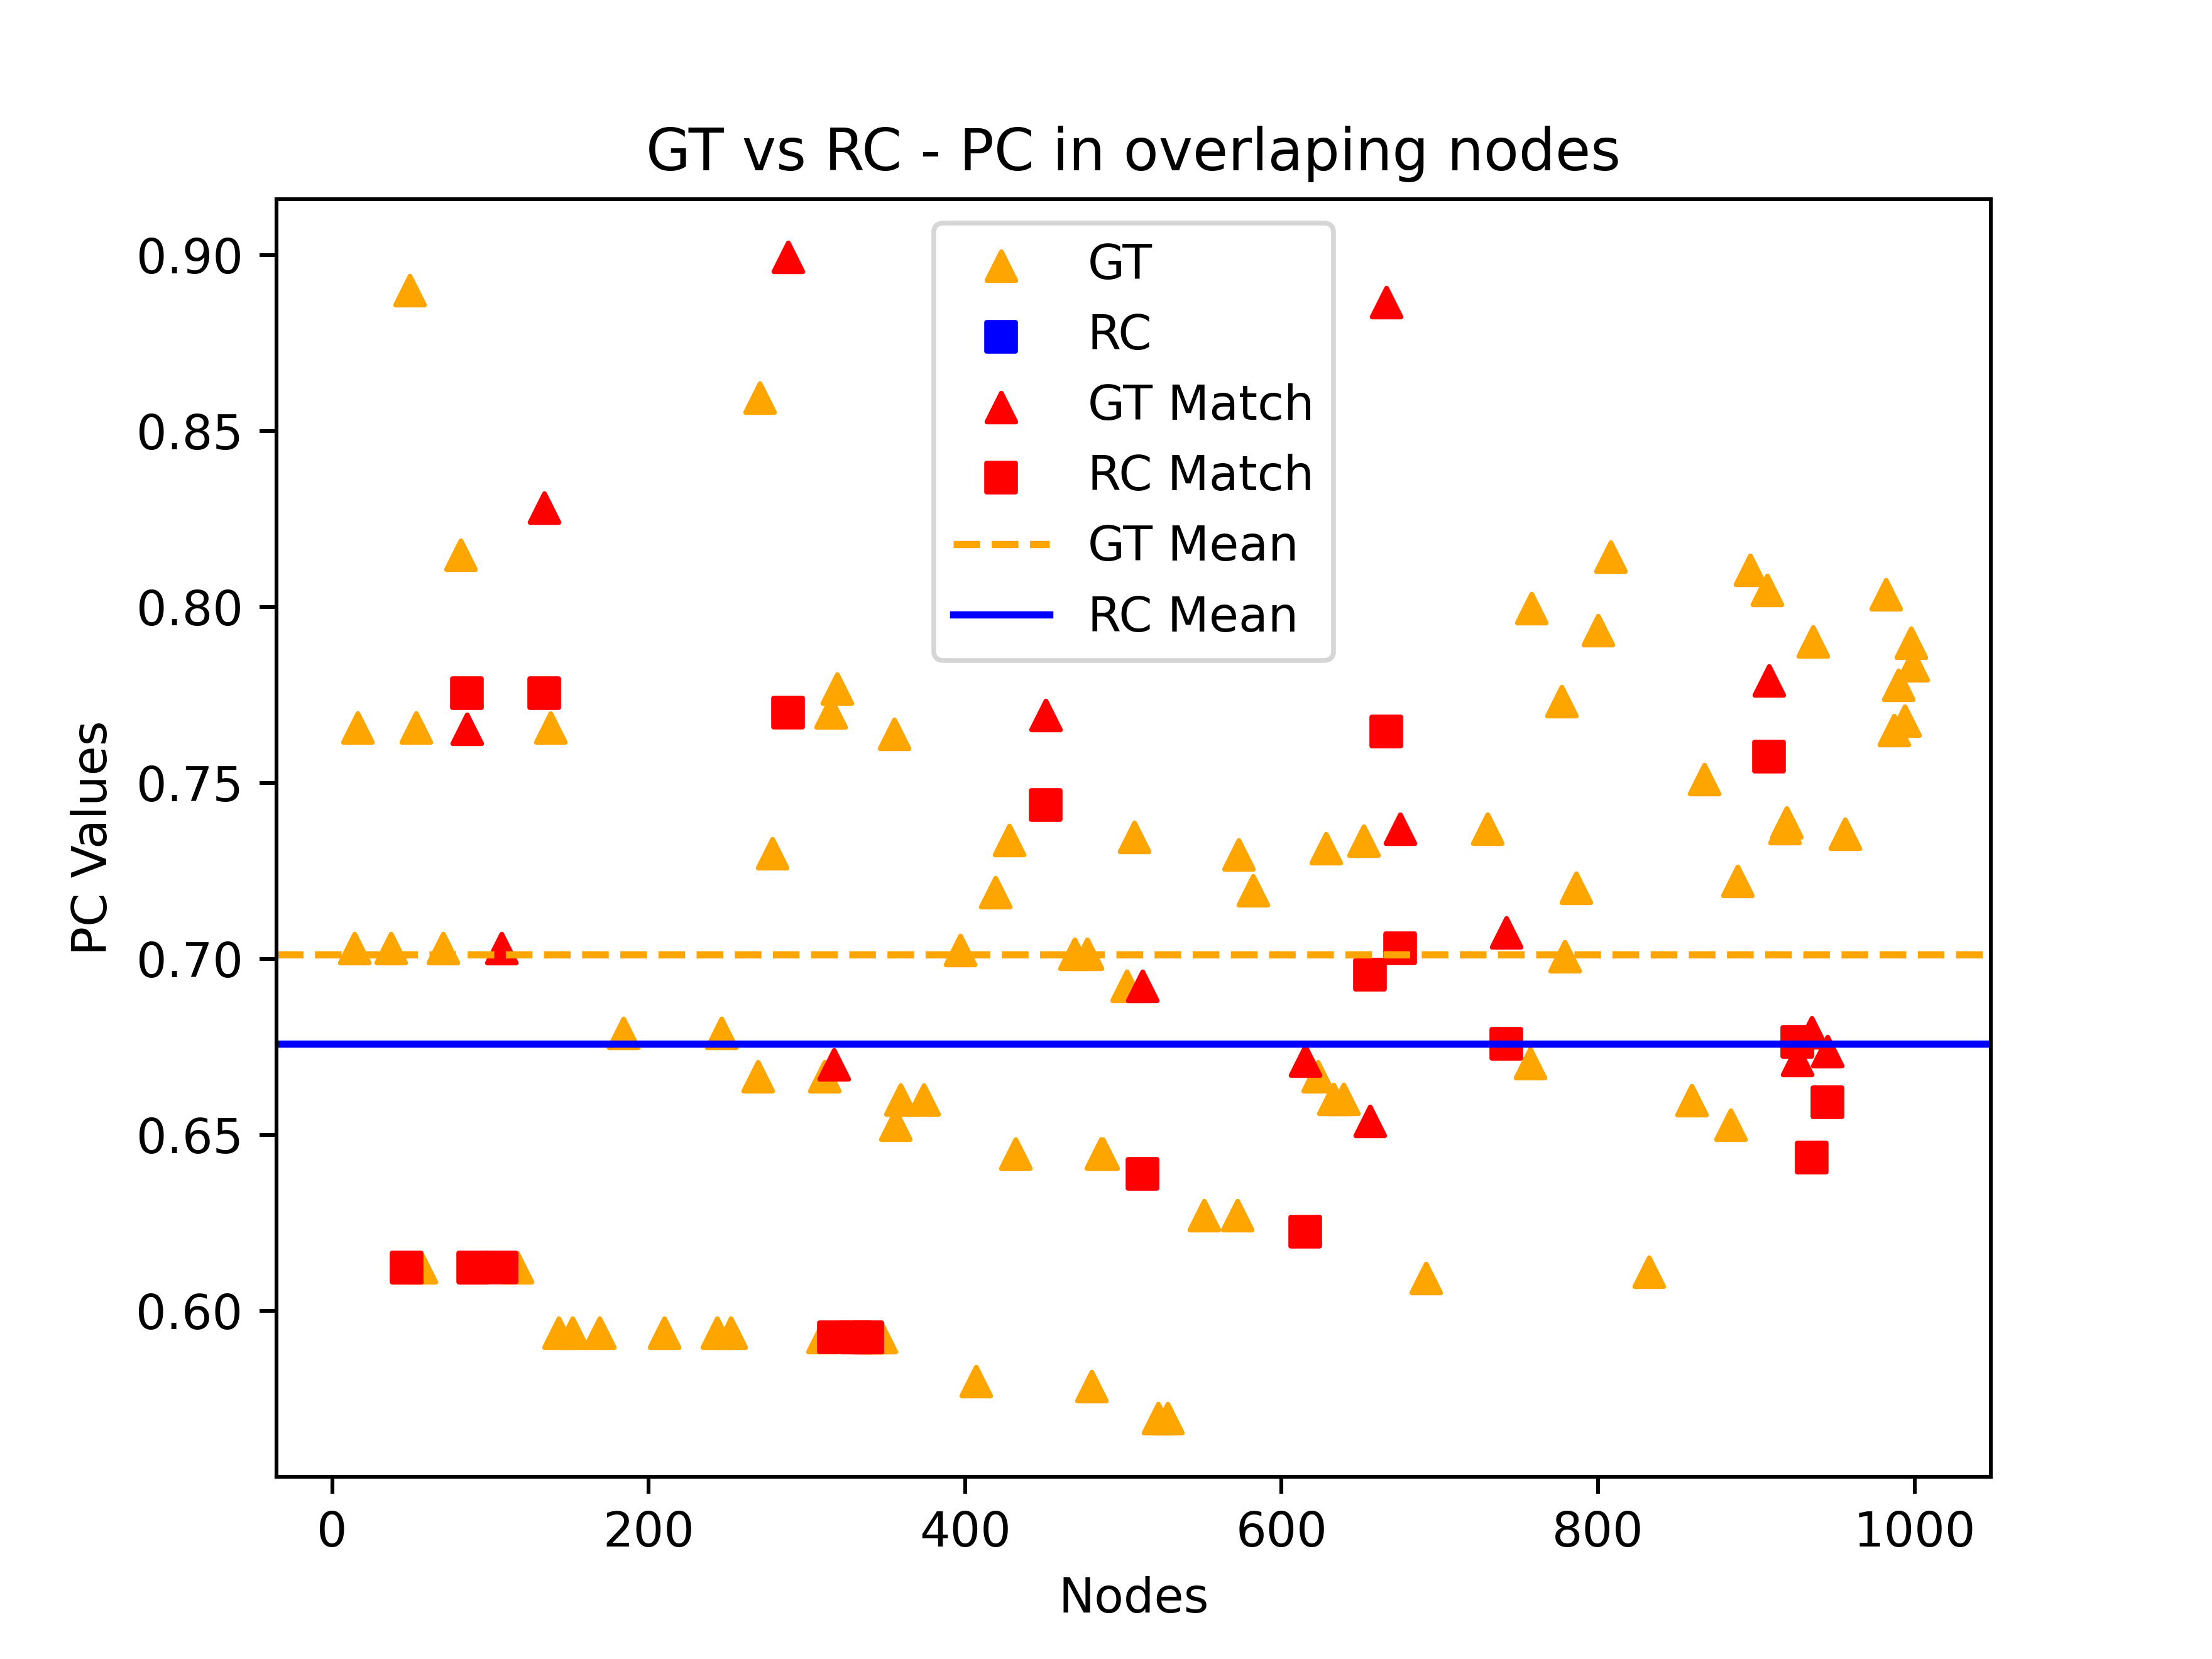 GT vs RC - PC in overlaping nodes
GT
RC
GT Match
RC Match
GT Mean
RC Mean
0.90
0.85
0.80
0.75
0.70
0.65
0.60
PC Values
0 200 400 600 800 1000
Nodes